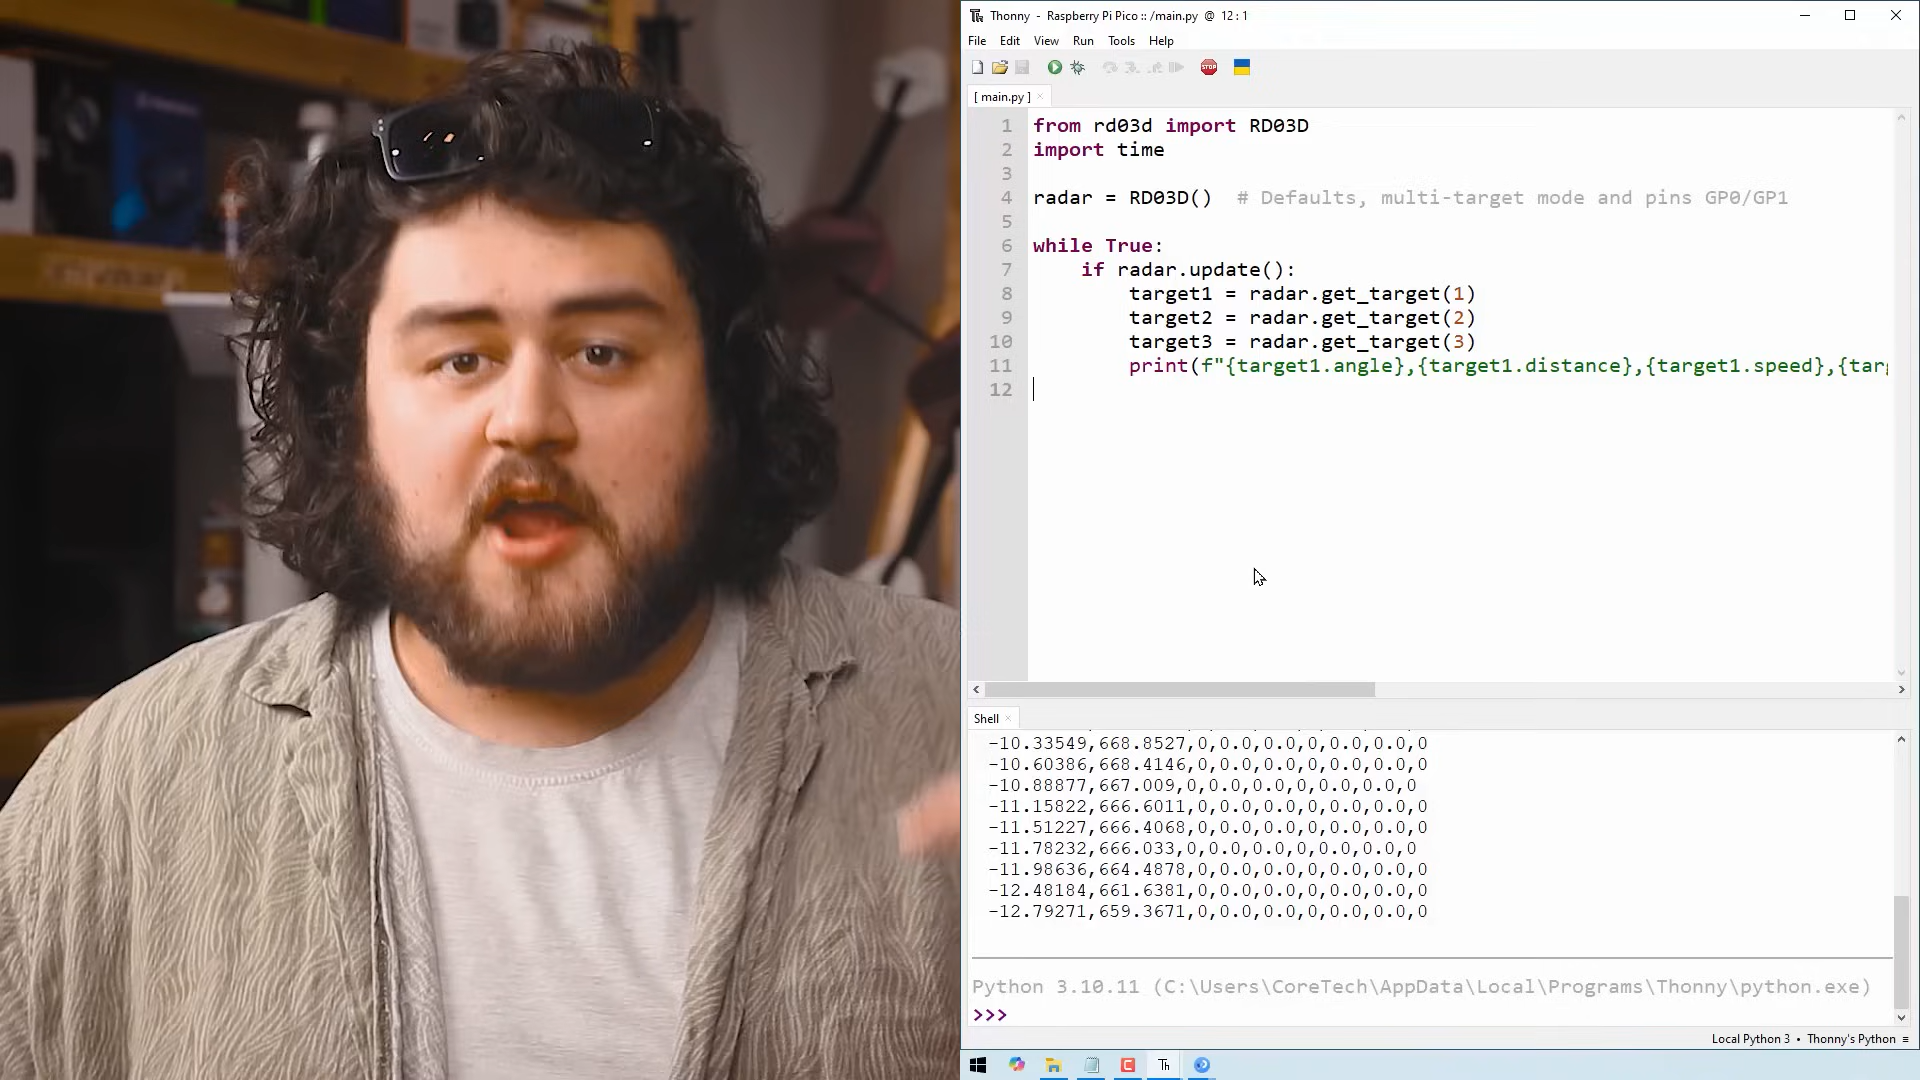 Th Thonny - Raspberry Pi Pico :: /main.py @ 12 : 1
File Edit View Run Tools Help
STOP
[ main.py ] ×
1 from rd03d import RD03D
2 import time
3
4 radar = RD03D()  # Defaults, multi-target mode and pins GP0/GP1
5
6 while True:
7     if radar.update():
8         target1 = radar.get_target(1)
9         target2 = radar.get_target(2)
10         target3 = radar.get_target(3)
11         print(f"{target1.angle},{target1.distance},{target1.speed},{targ
12
Shell ×
-10.33549,668.8527,0,0.0,0.0,0,0.0,0.0,0
-10.60386,668.4146,0,0.0,0.0,0,0.0,0.0,0
-10.88877,667.009,0,0.0,0.0,0,0.0,0.0,0
-11.15822,666.6011,0,0.0,0.0,0,0.0,0.0,0
-11.51227,666.4068,0,0.0,0.0,0,0.0,0.0,0
-11.78232,666.033,0,0.0,0.0,0,0.0,0.0,0
-11.98636,664.4878,0,0.0,0.0,0,0.0,0.0,0
-12.48184,661.6381,0,0.0,0.0,0,0.0,0.0,0
-12.79271,659.3671,0,0.0,0.0,0,0.0,0.0,0
Python 3.10.11 (C:\Users\CoreTech\AppData\Local\Programs\Thonny\python.exe)
>>>
Local Python 3 • Thonny's Python ≡
C Th